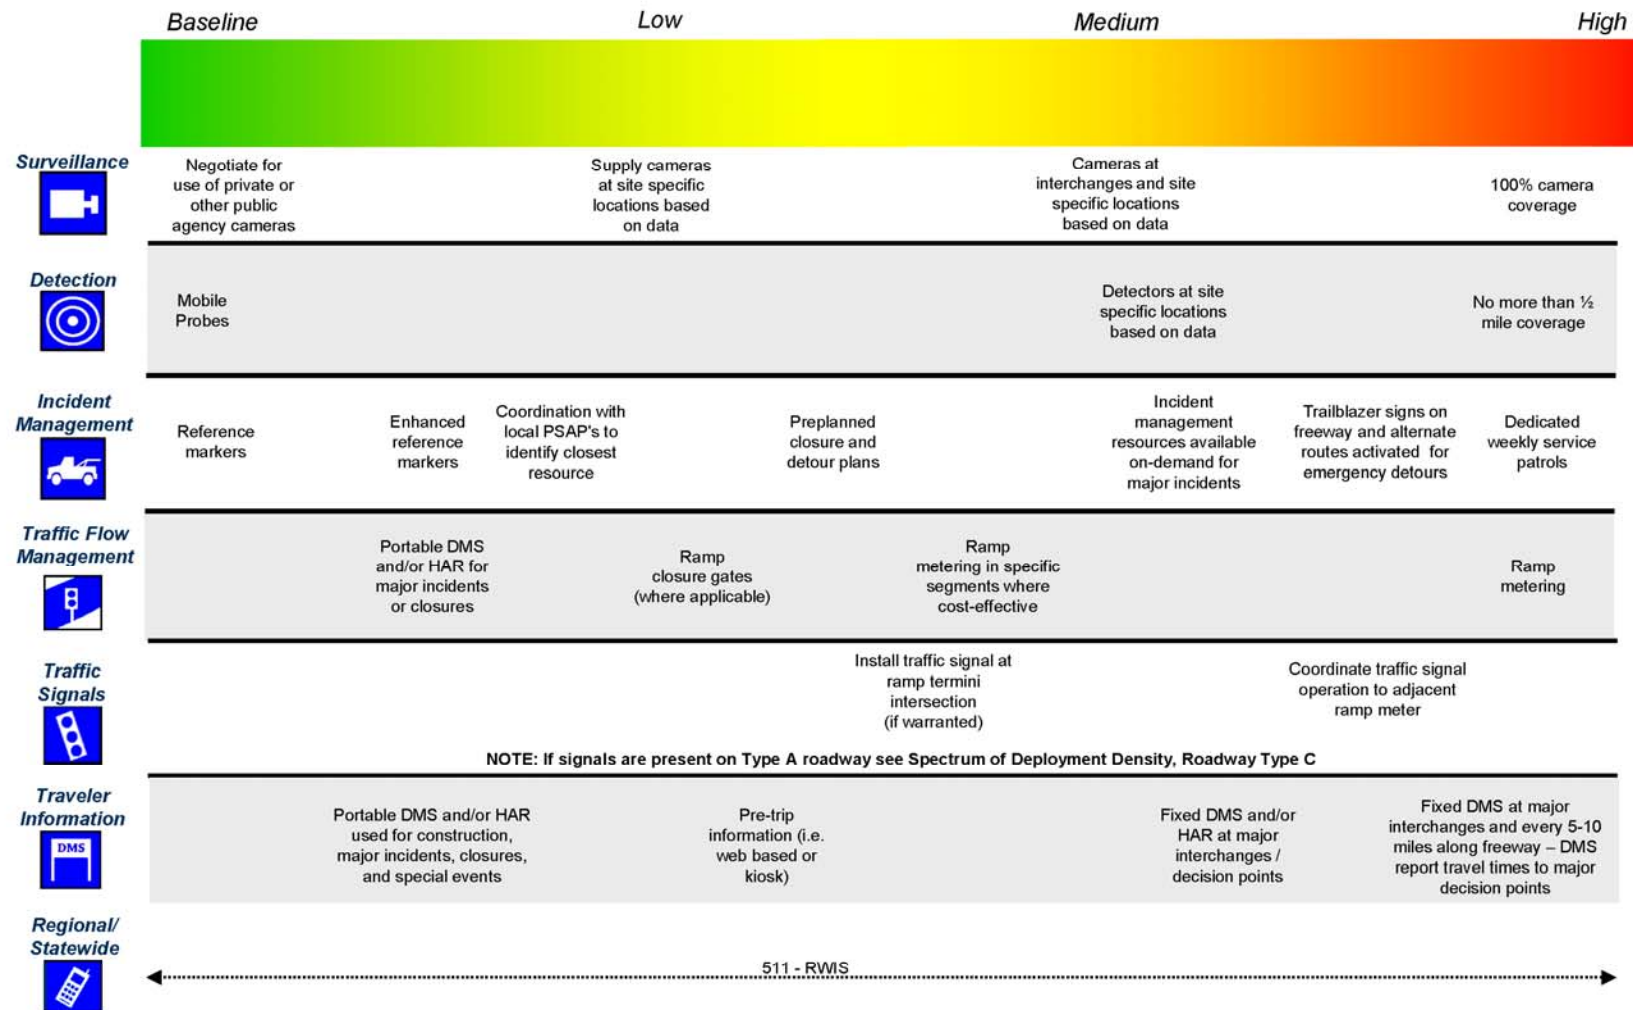 Baseline
Low
Medium
High
Surveillance
Negotiate for
use of private or
other public
agency cameras
Supply cameras
at site specific
locations based
on data
Cameras at
interchanges and site
specific locations
based on data
100% camera
coverage
Detection
Mobile
Probes
Detectors at site
specific locations
based on data
No more than ½
mile coverage
Incident
Management
Reference
markers
Enhanced
reference
markers
Coordination with
local PSAP's to
identify closest
resource
Preplanned
closure and
detour plans
Incident
management
resources available
on-demand for
major incidents
Trailblazer signs on
freeway and alternate
routes activated for
emergency detours
Dedicated
weekly service
patrols
Traffic Flow
Management
Portable DMS
and/or HAR for
major incidents
or closures
Ramp
closure gates
(where applicable)
Ramp
metering in specific
segments where
cost-effective
Ramp
metering
Traffic
Signals
Install traffic signal at
ramp termini
intersection
(if warranted)
Coordinate traffic signal
operation to adjacent
ramp meter
NOTE: If signals are present on Type A roadway see Spectrum of Deployment Density, Roadway Type C
Traveler
Information
DMS
Portable DMS and/or HAR
used for construction,
major incidents, closures,
and special events
Pre-trip
information (i.e.
web based or
kiosk)
Fixed DMS and/or
HAR at major
interchanges /
decision points
Fixed DMS at major
interchanges and every 5-10
miles along freeway – DMS
report travel times to major
decision points
Regional/
Statewide
511 - RWIS